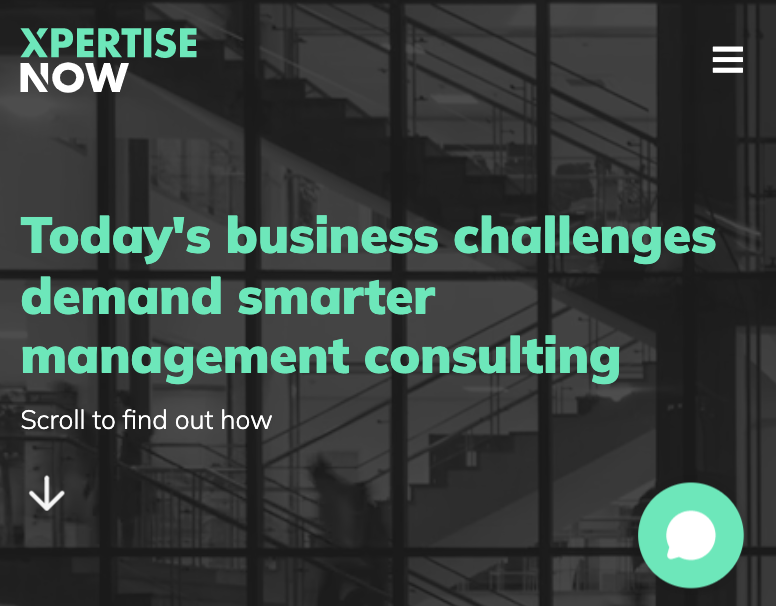 XPERTISE
NOW
Today's business challenges
demand smarter
management consulting
Scroll to find out how